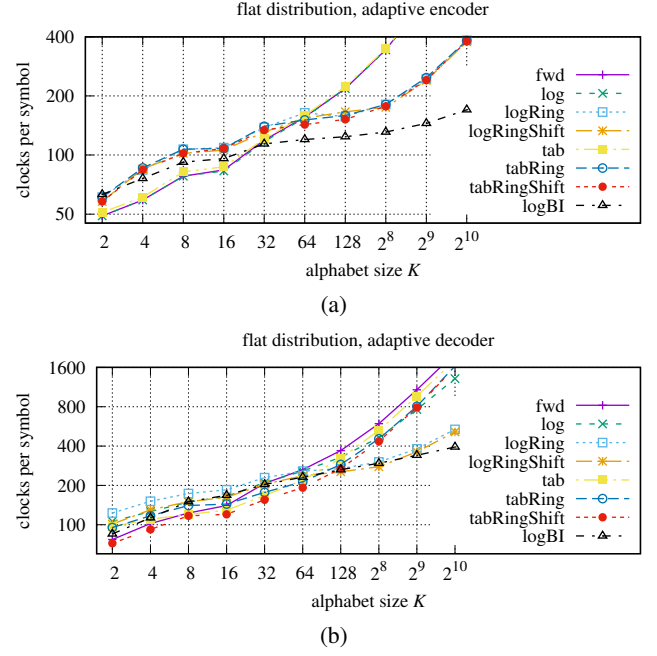 flat distribution, adaptive encoder
clocks per symbol
400
200
100
50
2 4 8 16 32 64 128 2^8 2^9 2^10
alphabet size K
fwd
log
logRing
logRingShift
tab
tabRing
tabRingShift
logBI
(a)
flat distribution, adaptive decoder
clocks per symbol
1600
800
400
200
100
2 4 8 16 32 64 128 2^8 2^9 2^10
alphabet size K
fwd
log
logRing
logRingShift
tab
tabRing
tabRingShift
logBI
(b)